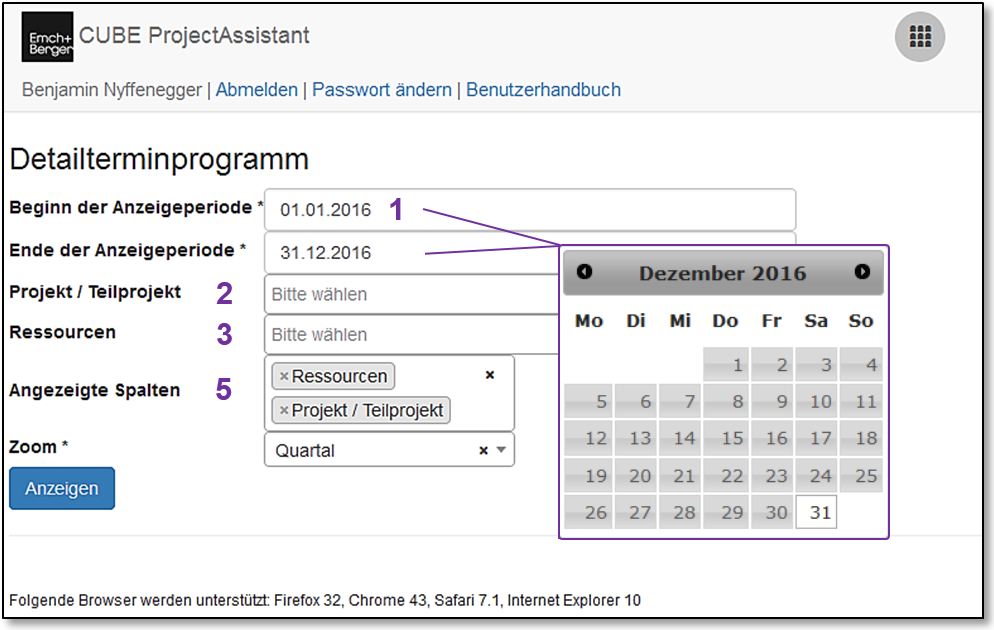 Emch+
Berger
CUBE ProjectAssistant
Benjamin Nyffenegger | Abmelden | Passwort ändern | Benutzerhandbuch
Detailterminprogramm
Beginn der Anzeigeperiode * 01.01.2016 1
Ende der Anzeigeperiode * 31.12.2016
Projekt / Teilprojekt 2 Bitte wählen
Ressourcen 3 Bitte wählen
Angezeigte Spalten 5
×Ressourcen ×
×Projekt / Teilprojekt
Zoom * Quartal ×
Anzeigen
Dezember 2016
Mo Di Mi Do Fr Sa So
1 2 3 4
5 6 7 8 9 10 11
12 13 14 15 16 17 18
19 20 21 22 23 24 25
26 27 28 29 30 31
Folgende Browser werden unterstützt: Firefox 32, Chrome 43, Safari 7.1, Internet Explorer 10